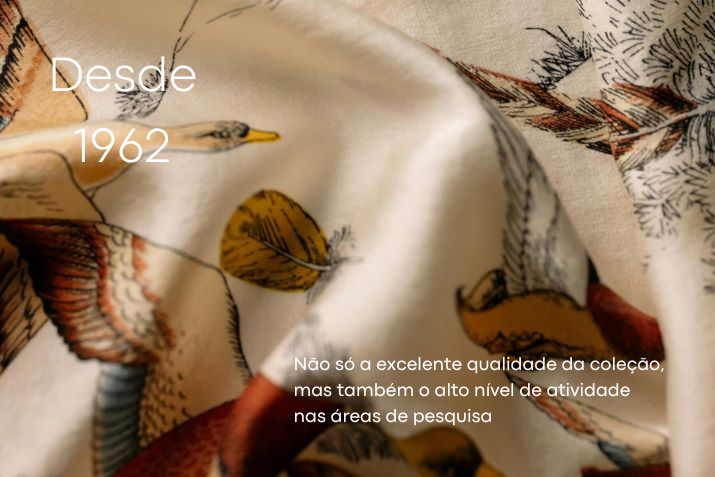 Desde
1962
Não só a excelente qualidade da coleção,
mas também o alto nível de atividade
nas áreas de pesquisa